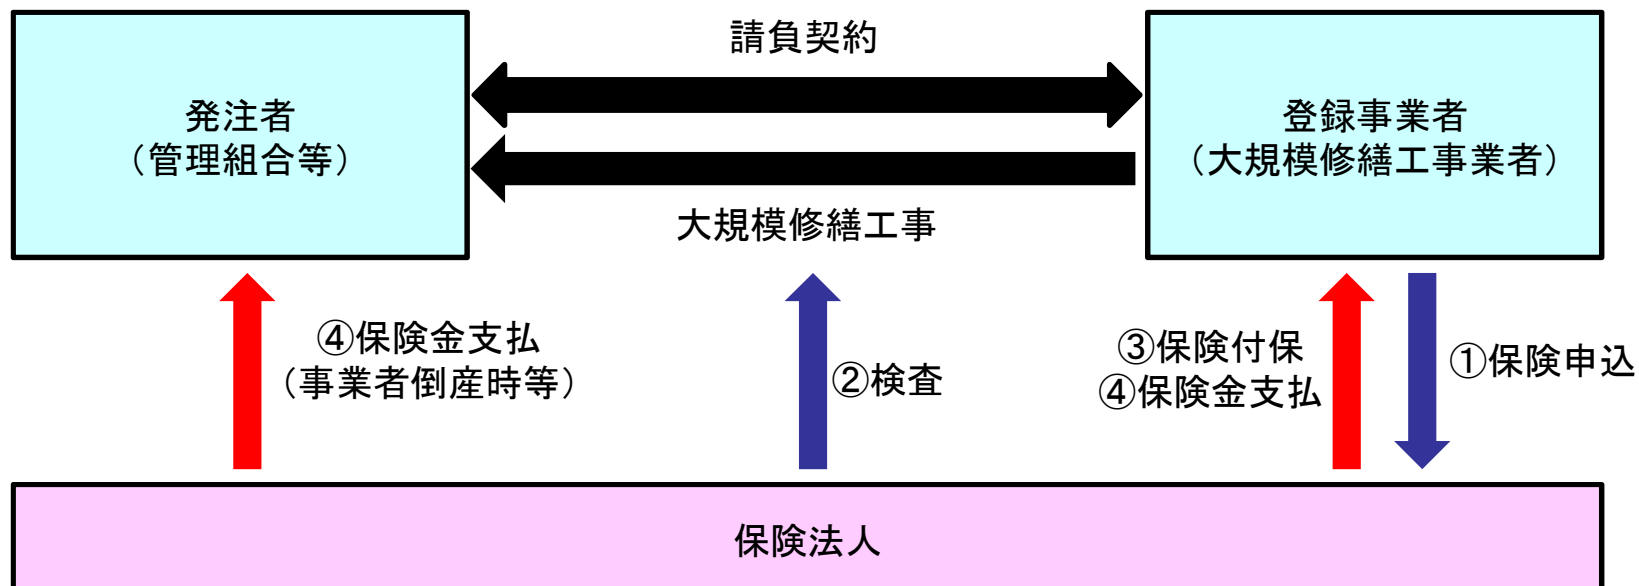 請負契約
発注者
（管理組合等）
登録事業者
（大規模修繕工事業者）
大規模修繕工事
④保険金支払
（事業者倒産時等）
②検査
③保険付保
④保険金支払
①保険申込
保険法人